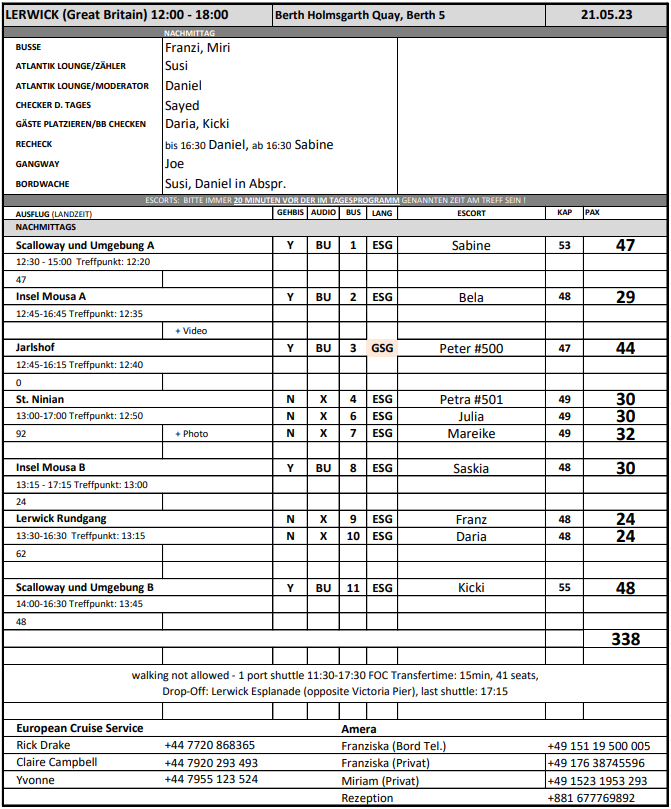 LERWICK (Great Britain) 12:00 - 18:00 Berth Holmsgarth Quay, Berth 5 21.05.23
NACHMITTAG
BUSSE Franzi, Miri
ATLANTIK LOUNGE/ZÄHLER Susi
ATLANTIK LOUNGE/MODERATOR Daniel
CHECKER D. TAGES Sayed
GÄSTE PLATZIEREN/BB CHECKEN Daria, Kicki
RECHECK bis 16:30 Daniel, ab 16:30 Sabine
GANGWAY Joe
BORDWACHE Susi, Daniel in Abspr.
ESCORTS: BITTE IMMER 20 MINUTEN VOR DER IM TAGESPROGRAMM GENANNTEN ZEIT AM TREFF SEIN !
AUSFLUG (LANDZEIT) GEHBIS AUDIO BUS LANG ESCORT KAP PAX
NACHMITTAGS
Scalloway und Umgebung A Y BU 1 ESG Sabine 53 47
12:30 - 15:00 Treffpunkt: 12:20
47
Insel Mousa A Y BU 2 ESG Bela 48 29
12:45-16:45 Treffpunkt: 12:35
+ Video
Jarlshof Y BU 3 GSG Peter #500 47 44
12:45-16:15 Treffpunkt: 12:40
0
St. Ninian N X 4 ESG Petra #501 49 30
13:00-17:00 Treffpunkt: 12:50 N X 6 ESG Julia 49 30
92 + Photo N X 7 ESG Mareike 49 32
Insel Mousa B Y BU 8 ESG Saskia 48 30
13:15 - 17:15 Treffpunkt: 13:00
24
Lerwick Rundgang N X 9 ESG Franz 48 24
13:30-16:30 Treffpunkt: 13:15 N X 10 ESG Daria 48 24
62
Scalloway und Umgebung B Y BU 11 ESG Kicki 55 48
14:00-16:30 Treffpunkt: 13:45
48
338
walking not allowed - 1 port shuttle 11:30-17:30 FOC Transfertime: 15min, 41 seats,
Drop-Off: Lerwick Esplanade (opposite Victoria Pier), last shuttle: 17:15
European Cruise Service Amera
Rick Drake +44 7720 868365 Franziska (Bord Tel.) +49 151 19 500 005
Claire Campbell +44 7920 293 493 Franziska (Privat) +49 176 38745596
Yvonne +44 7955 123 524 Miriam (Privat) +49 1523 1953 293
Rezeption +881 677769892